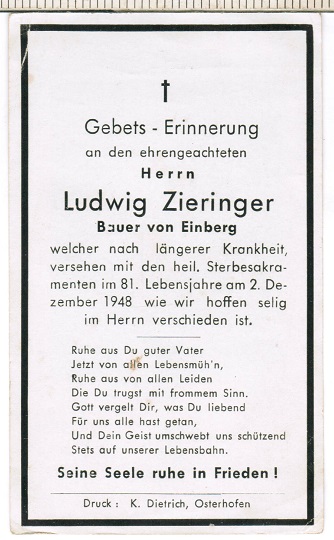 †
Gebets - Erinnerung
an den ehrengeachteten
Herrn
Ludwig Zieringer
Bauer von Einberg
welcher nach längerer Krankheit,
versehen mit den heil. Sterbesakra-
menten im 81. Lebensjahre am 2. De-
zember 1948 wie wir hoffen selig
im Herrn verschieden ist.
Ruhe aus Du guter Vater
Jetzt von allen Lebensmüh'n,
Ruhe aus von allen Leiden
Die Du trugst mit frommem Sinn.
Gott vergelt Dir, was Du liebend
Für uns alle hast getan,
Und Dein Geist umschwebt uns schützend
Stets auf unserer Lebensbahn.
Seine Seele ruhe in Frieden !
Druck : K. Dietrich, Osterhofen